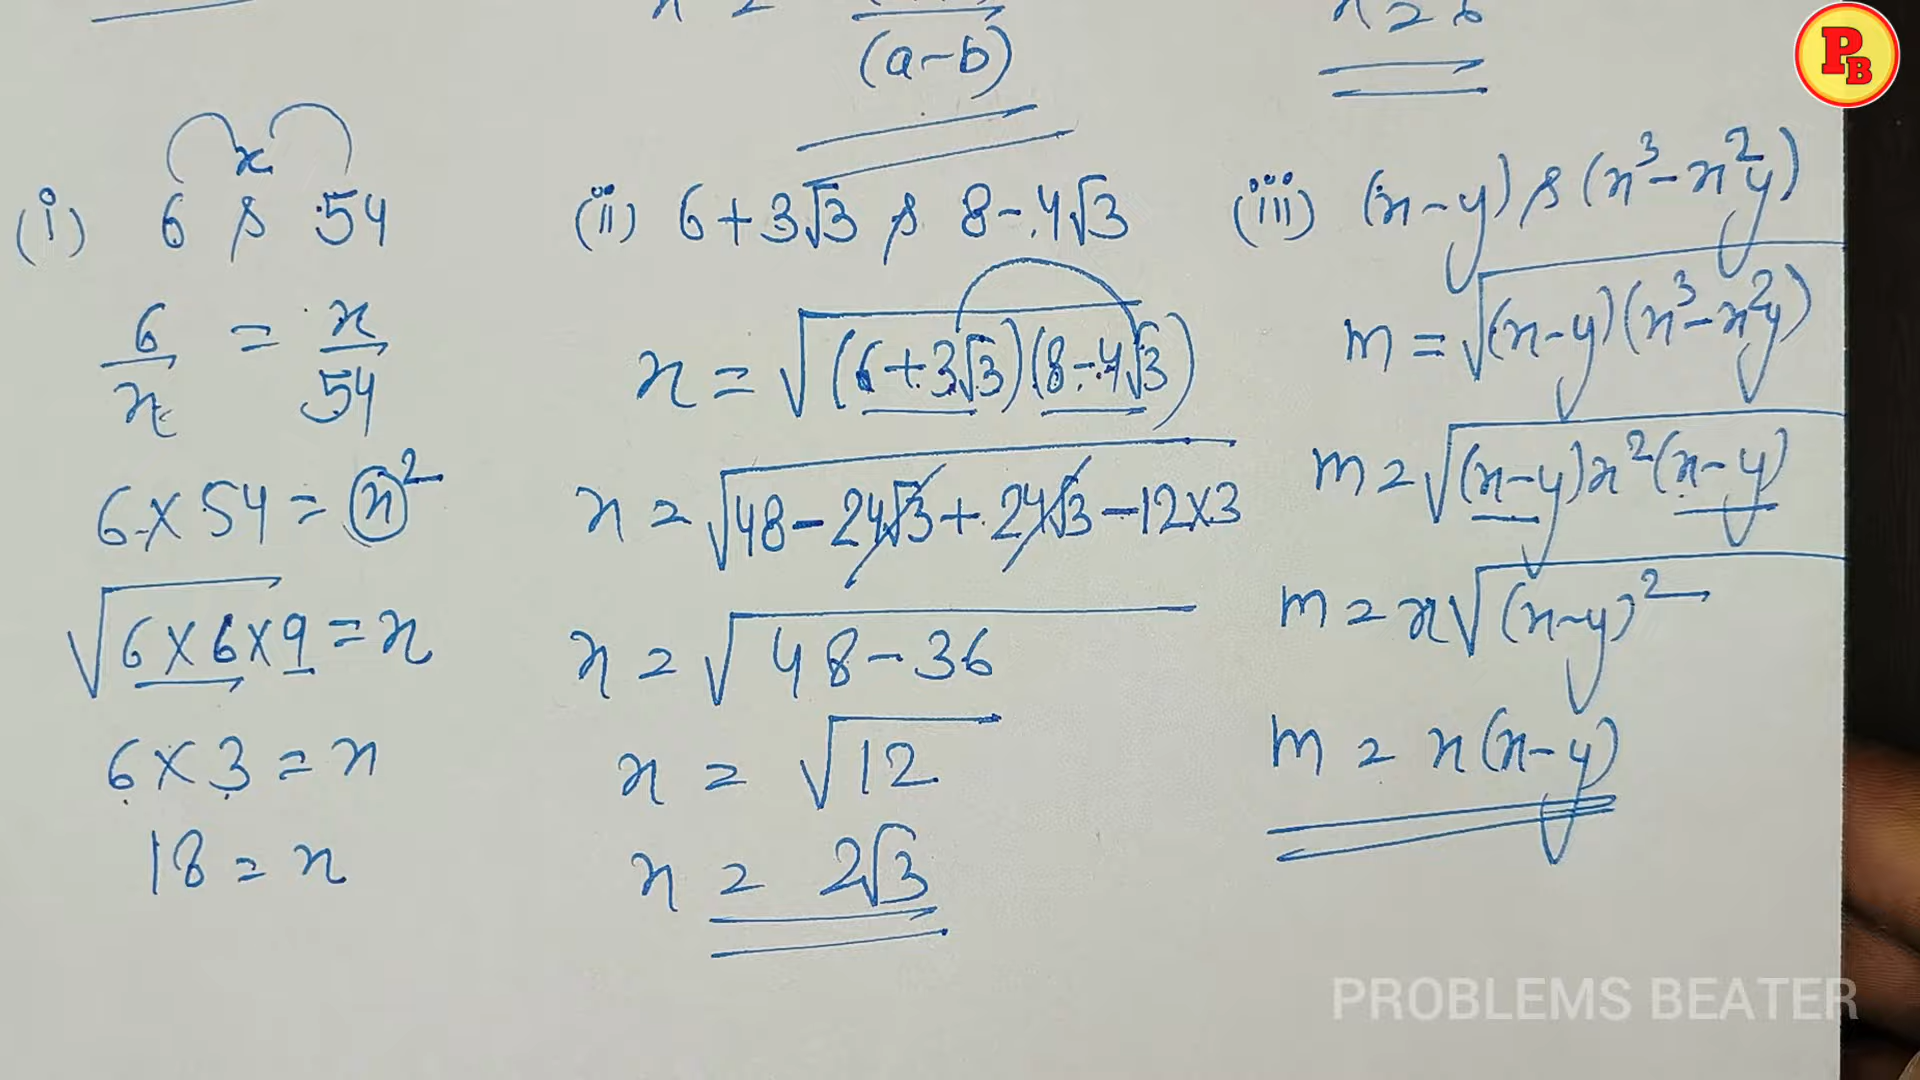 (a-b)
PB
(i) 6 & 54
x
6/x = x/54
6 × 54 = x²
√(6×6×9) = x
6 × 3 = x
18 = x
(ii) 6+3√3 & 8-4√3
x = √((6+3√3)(8-4√3))
x = √(48-24√3+24√3-12×3)
x = √(48-36)
x = √12
x = 2√3
(iii) (x-y) & (x³-x²y)
m = √((x-y)(x³-x²y))
m = √((x-y)x²(x-y))
m = x√((x-y)²)
m = x(x-y)
PROBLEMS BEATER